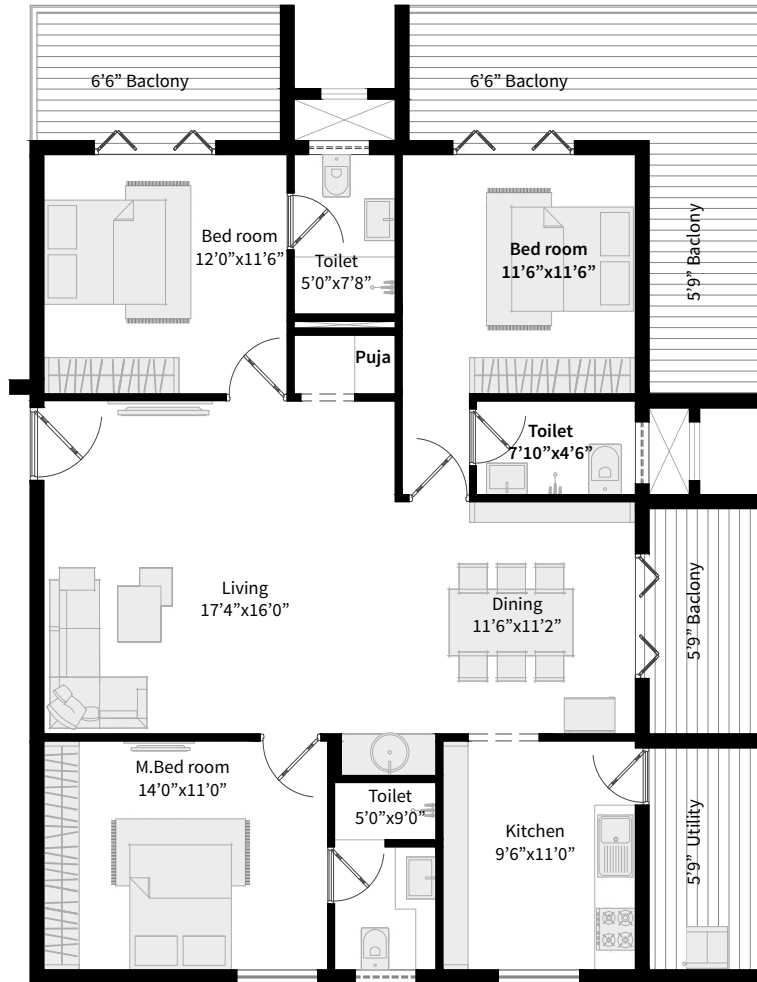 6’6” Baclony
6’6” Baclony
Bed room
12’0”x11’6”
Toilet
5’0”x7’8”
Bed room
11’6”x11’6”
5’9” Baclony
Puja
Toilet
7’10”x4’6”
Living
17’4”x16’0”
Dining
11’6”x11’2”
5’9” Baclony
M.Bed room
14’0”x11’0”
Toilet
5’0”x9’0”
Kitchen
9’6”x11’0”
5’9” Utility